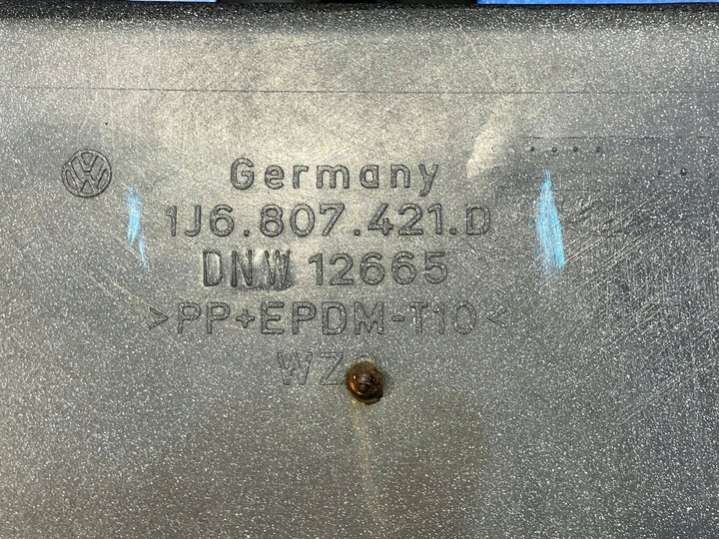 Germany
1J6.807.421.D
DNW 12665
>PP+EPDM-T10<
WZ